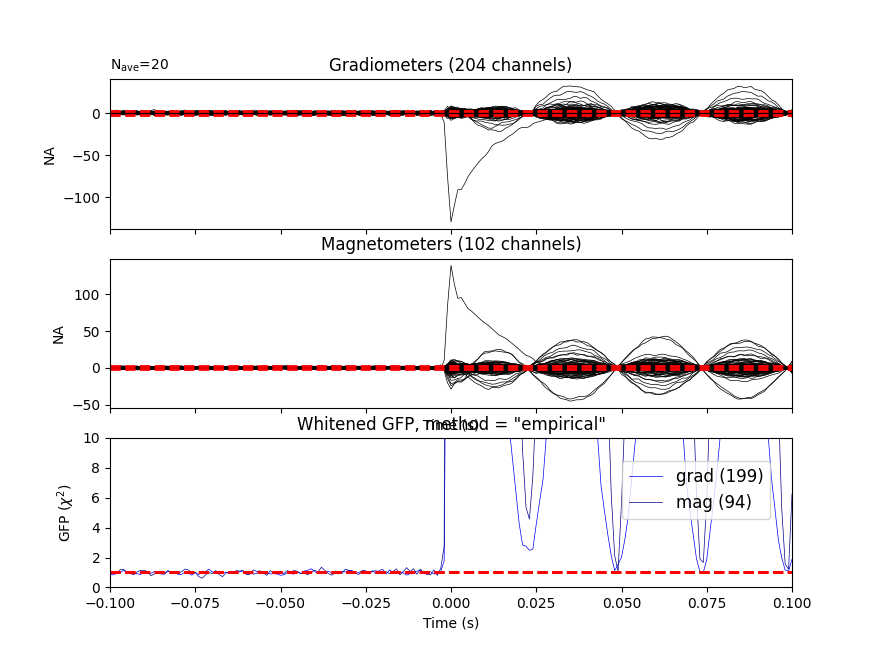 N_ave=20
Gradiometers (204 channels)
0
−50
−100
NA
Magnetometers (102 channels)
100
50
0
−50
NA
Time (s)
Whitened GFP, method = "empirical"
10
8
6
4
2
0
GFP (χ²)
grad (199)
mag (94)
−0.100 −0.075 −0.050 −0.025 0.000 0.025 0.050 0.075 0.100
Time (s)